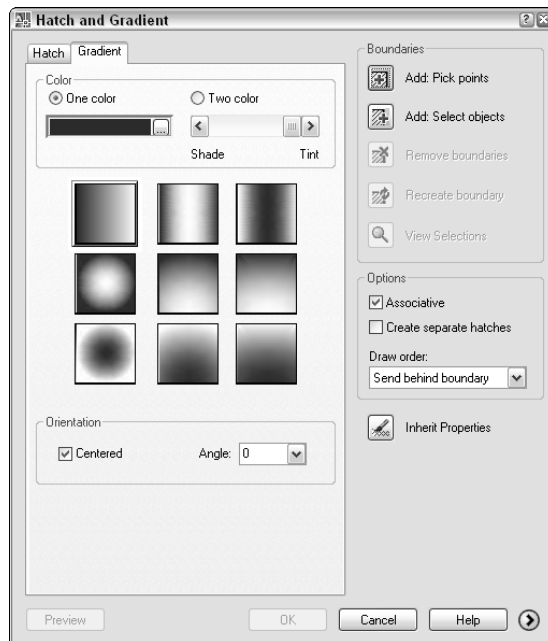 Hatch and Gradient
Hatch Gradient
Color
One color Two color
...
Shade Tint
Orientation
Centered Angle: 0
Boundaries
Add: Pick points
Add: Select objects
Remove boundaries
Recreate boundary
View Selections
Options
Associative
Create separate hatches
Draw order:
Send behind boundary
Inherit Properties
Preview OK Cancel Help